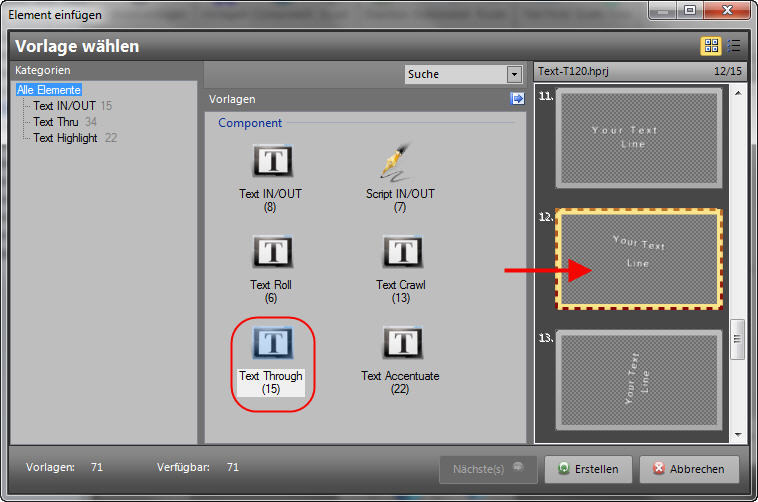 Element einfügen
Vorlage wählen
Kategorien
Alle Elemente
Text IN/OUT 15
Text Thru 34
Text Highlight 22
Suche
Vorlagen
Component
Text IN/OUT
(8)
Script IN/OUT
(7)
Text Roll
(6)
Text Crawl
(13)
Text Through
(15)
Text Accentuate
(22)
Text-T120.hprj 12/15
11.
Your Text
Line
12.
Your Text
Line
13.
Your Text
Line
Vorlagen: 71
Verfügbar: 71
Nächste(s)
Erstellen
Abbrechen